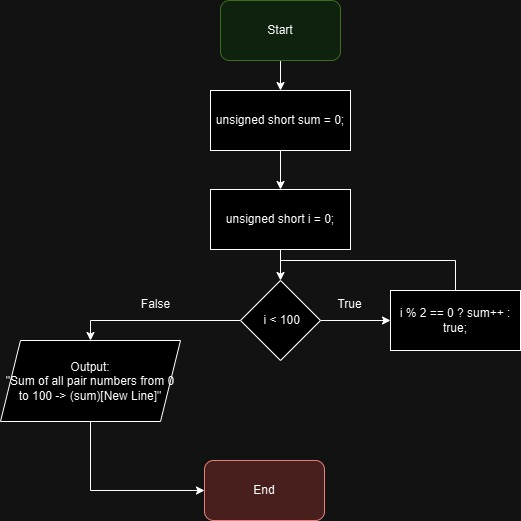 Start
unsigned short sum = 0;
unsigned short i = 0;
False
True
i < 100
i % 2 == 0 ? sum++ :
true;
Output:
"Sum of all pair numbers from 0
to 100 -> (sum)[New Line]"
End